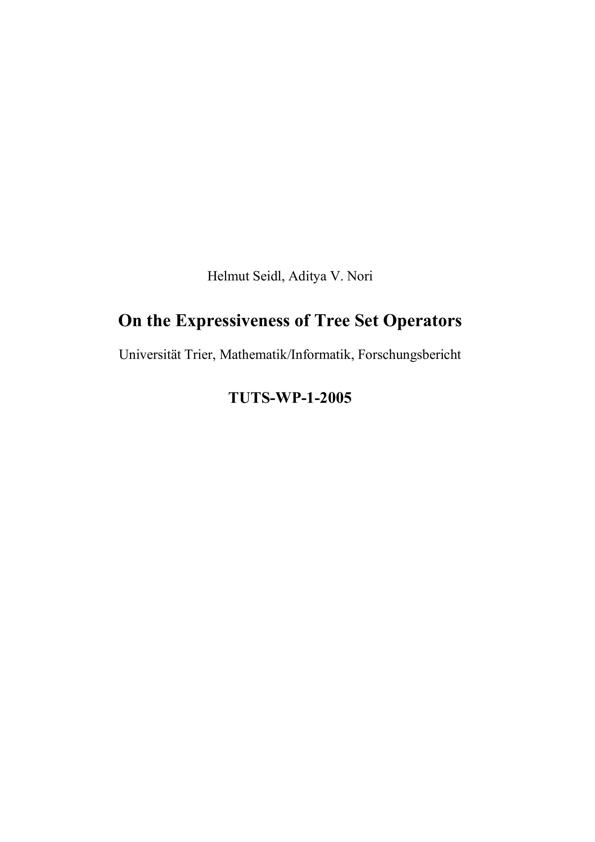 Helmut Seidl, Aditya V. Nori
On the Expressiveness of Tree Set Operators
Universität Trier, Mathematik/Informatik, Forschungsbericht
TUTS-WP-1-2005